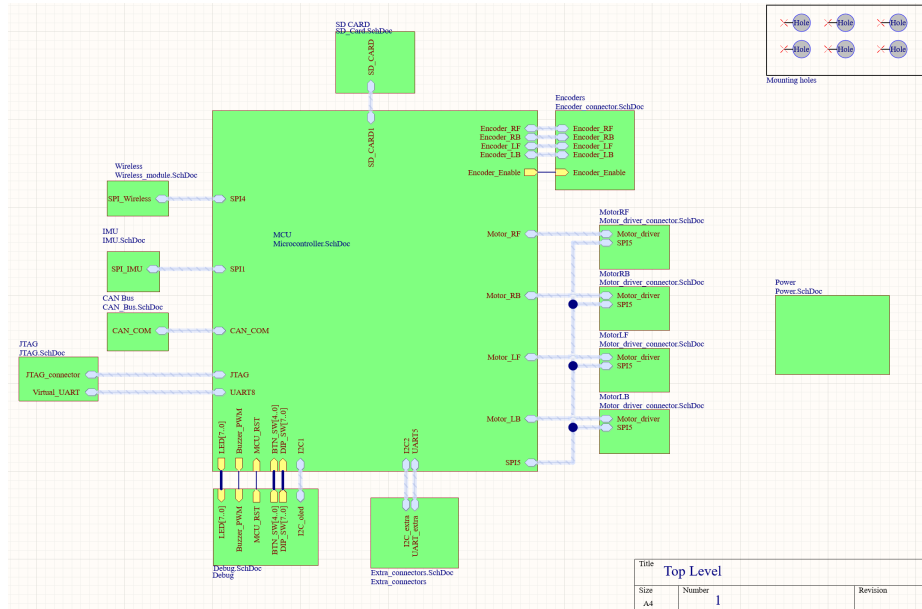 SD CARD
SD_Card.SchDoc
SD_CARD
SD_CARD1
Hole
Hole
Hole
Hole
Hole
Hole
Mounting holes
Encoders
Encoder_connector.SchDoc
Encoder_RF
Encoder_RF
Encoder_RB
Encoder_RB
Encoder_LF
Encoder_LF
Encoder_LB
Encoder_LB
Encoder_Enable
Encoder_Enable
Wireless
Wireless_module.SchDoc
SPI_Wireless
SPI4
IMU
IMU.SchDoc
SPI_IMU
SPI1
MCU
Microcontroller.SchDoc
CAN Bus
CAN_Bus.SchDoc
CAN_COM
CAN_COM
JTAG
JTAG.SchDoc
JTAG_connector
JTAG
Virtual_UART
UART8
MotorRF
Motor_driver_connector.SchDoc
Motor_RF
Motor_driver
SPI5
MotorRB
Motor_driver_connector.SchDoc
Motor_RB
Motor_driver
SPI5
MotorLF
Motor_driver_connector.SchDoc
Motor_LF
Motor_driver
SPI5
MotorLB
Motor_driver_connector.SchDoc
Motor_LB
Motor_driver
SPI5
SPI5
Power
Power.SchDoc
LED[7..0]
Buzzer_PWM
MCU_RST
BTN_SW[4..0]
DIP_SW[7..0]
I2C1
I2C2
UART5
LED[7..0]
Buzzer_PWM
MCU_RST
BTN_SW[4..0]
DIP_SW[7..0]
I2C_oled
I2C_extra
UART_extra
Debug.SchDoc
Debug
Extra_connectors.SchDoc
Extra_connectors
Title
Top Level
Size
Number
Revision
A4
1